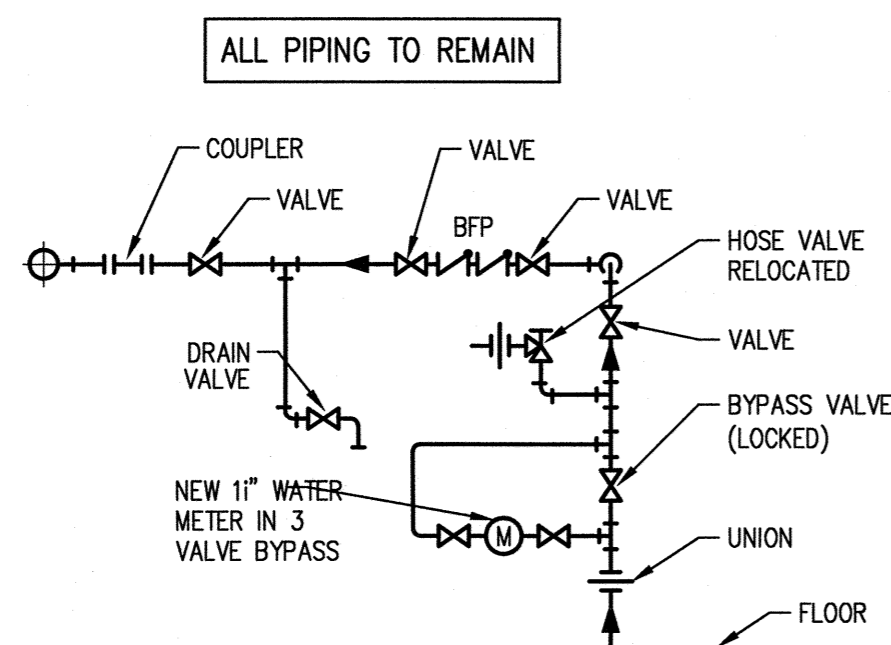 ALL PIPING TO REMAIN
COUPLER
VALVE
VALVE
BFP
VALVE
HOSE VALVE
RELOCATED
VALVE
DRAIN
VALVE
BYPASS VALVE
(LOCKED)
NEW 1i" WATER
METER IN 3
VALVE BYPASS
M
UNION
FLOOR